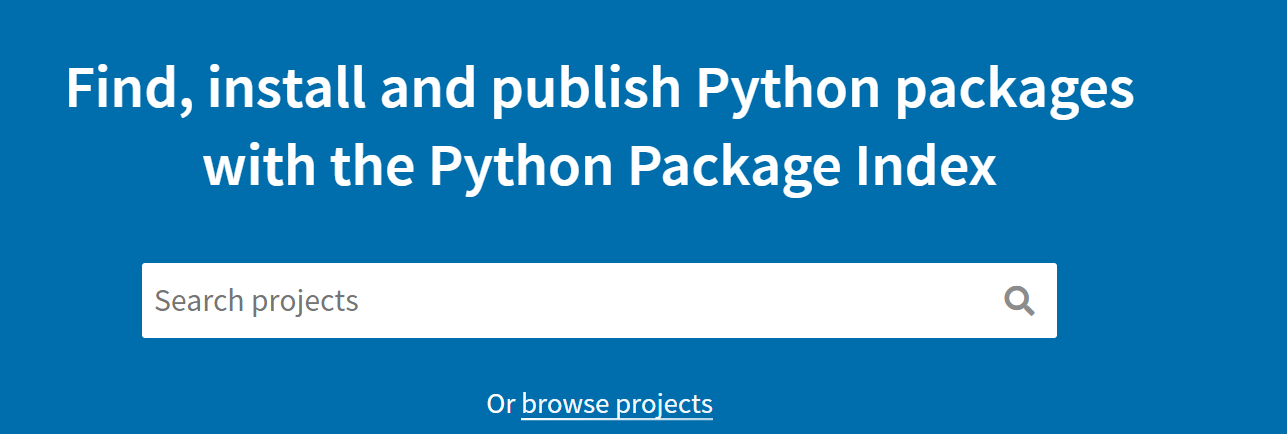 Find, install and publish Python packages
with the Python Package Index
Search projects
Or browse projects